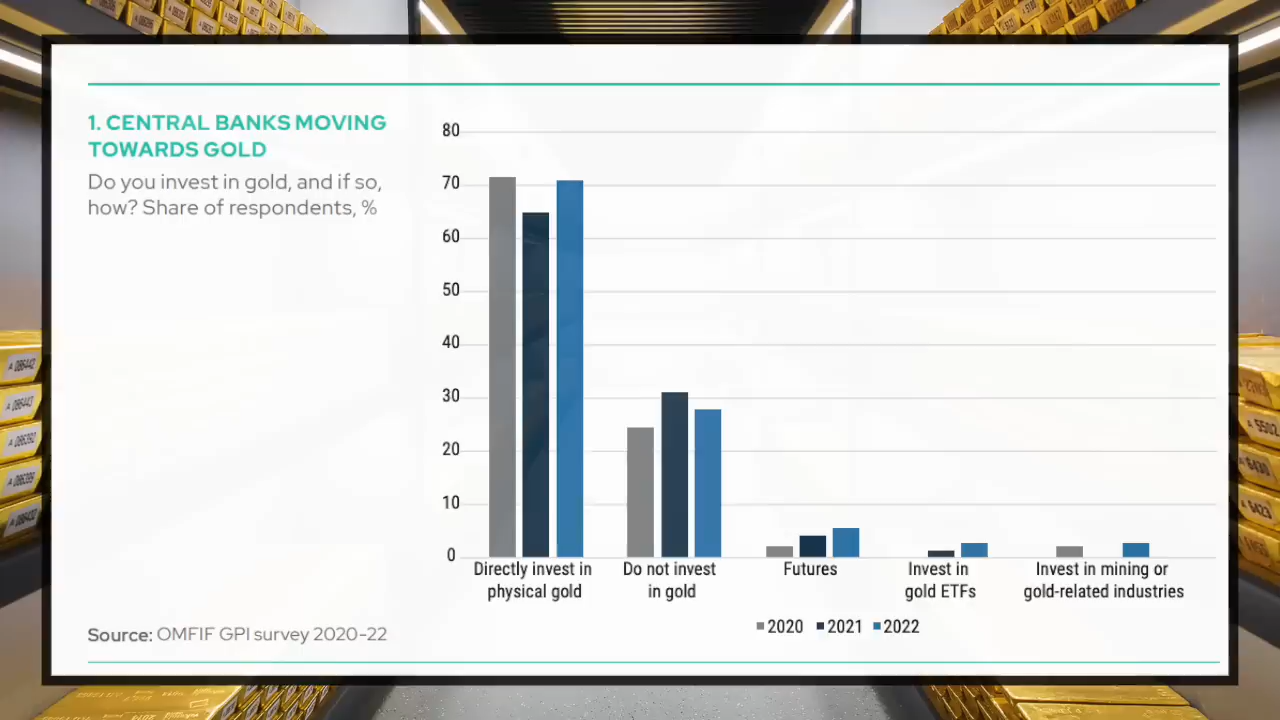 1. CENTRAL BANKS MOVING
TOWARDS GOLD
Do you invest in gold, and if so,
how? Share of respondents, %
80
70
60
50
40
30
20
10
0
Directly invest in
physical gold
Do not invest
in gold
Futures
Invest in
gold ETFs
Invest in mining or
gold-related industries
2020 2021 2022
Source: OMFIF GPI survey 2020-22